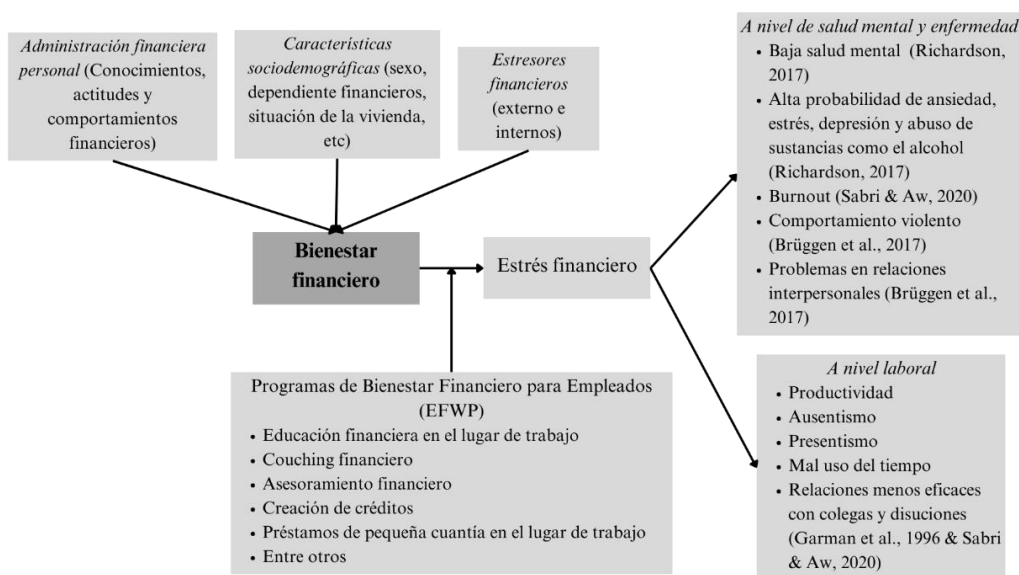 Administración financiera
personal (Conocimientos,
actitudes y
comportamientos
financieros)
Características
sociodemográficas (sexo,
dependiente financieros,
situación de la vivienda,
etc)
Estresores
financieros
(externo e
internos)
Bienestar
financiero
Estrés financiero
Programas de Bienestar Financiero para Empleados
(EFWP)
• Educación financiera en el lugar de trabajo
• Couching financiero
• Asesoramiento financiero
• Creación de créditos
• Préstamos de pequeña cuantía en el lugar de trabajo
• Entre otros
A nivel de salud mental y enfermedad
• Baja salud mental (Richardson,
2017)
• Alta probabilidad de ansiedad,
estrés, depresión y abuso de
sustancias como el alcohol
(Richardson, 2017)
• Burnout (Sabri & Aw, 2020)
• Comportamiento violento
(Brüggen et al., 2017)
• Problemas en relaciones
interpersonales (Brüggen et al.,
2017)
A nivel laboral
• Productividad
• Ausentismo
• Presentismo
• Mal uso del tiempo
• Relaciones menos eficaces
con colegas y disuciones
(Garman et al., 1996 & Sabri
& Aw, 2020)